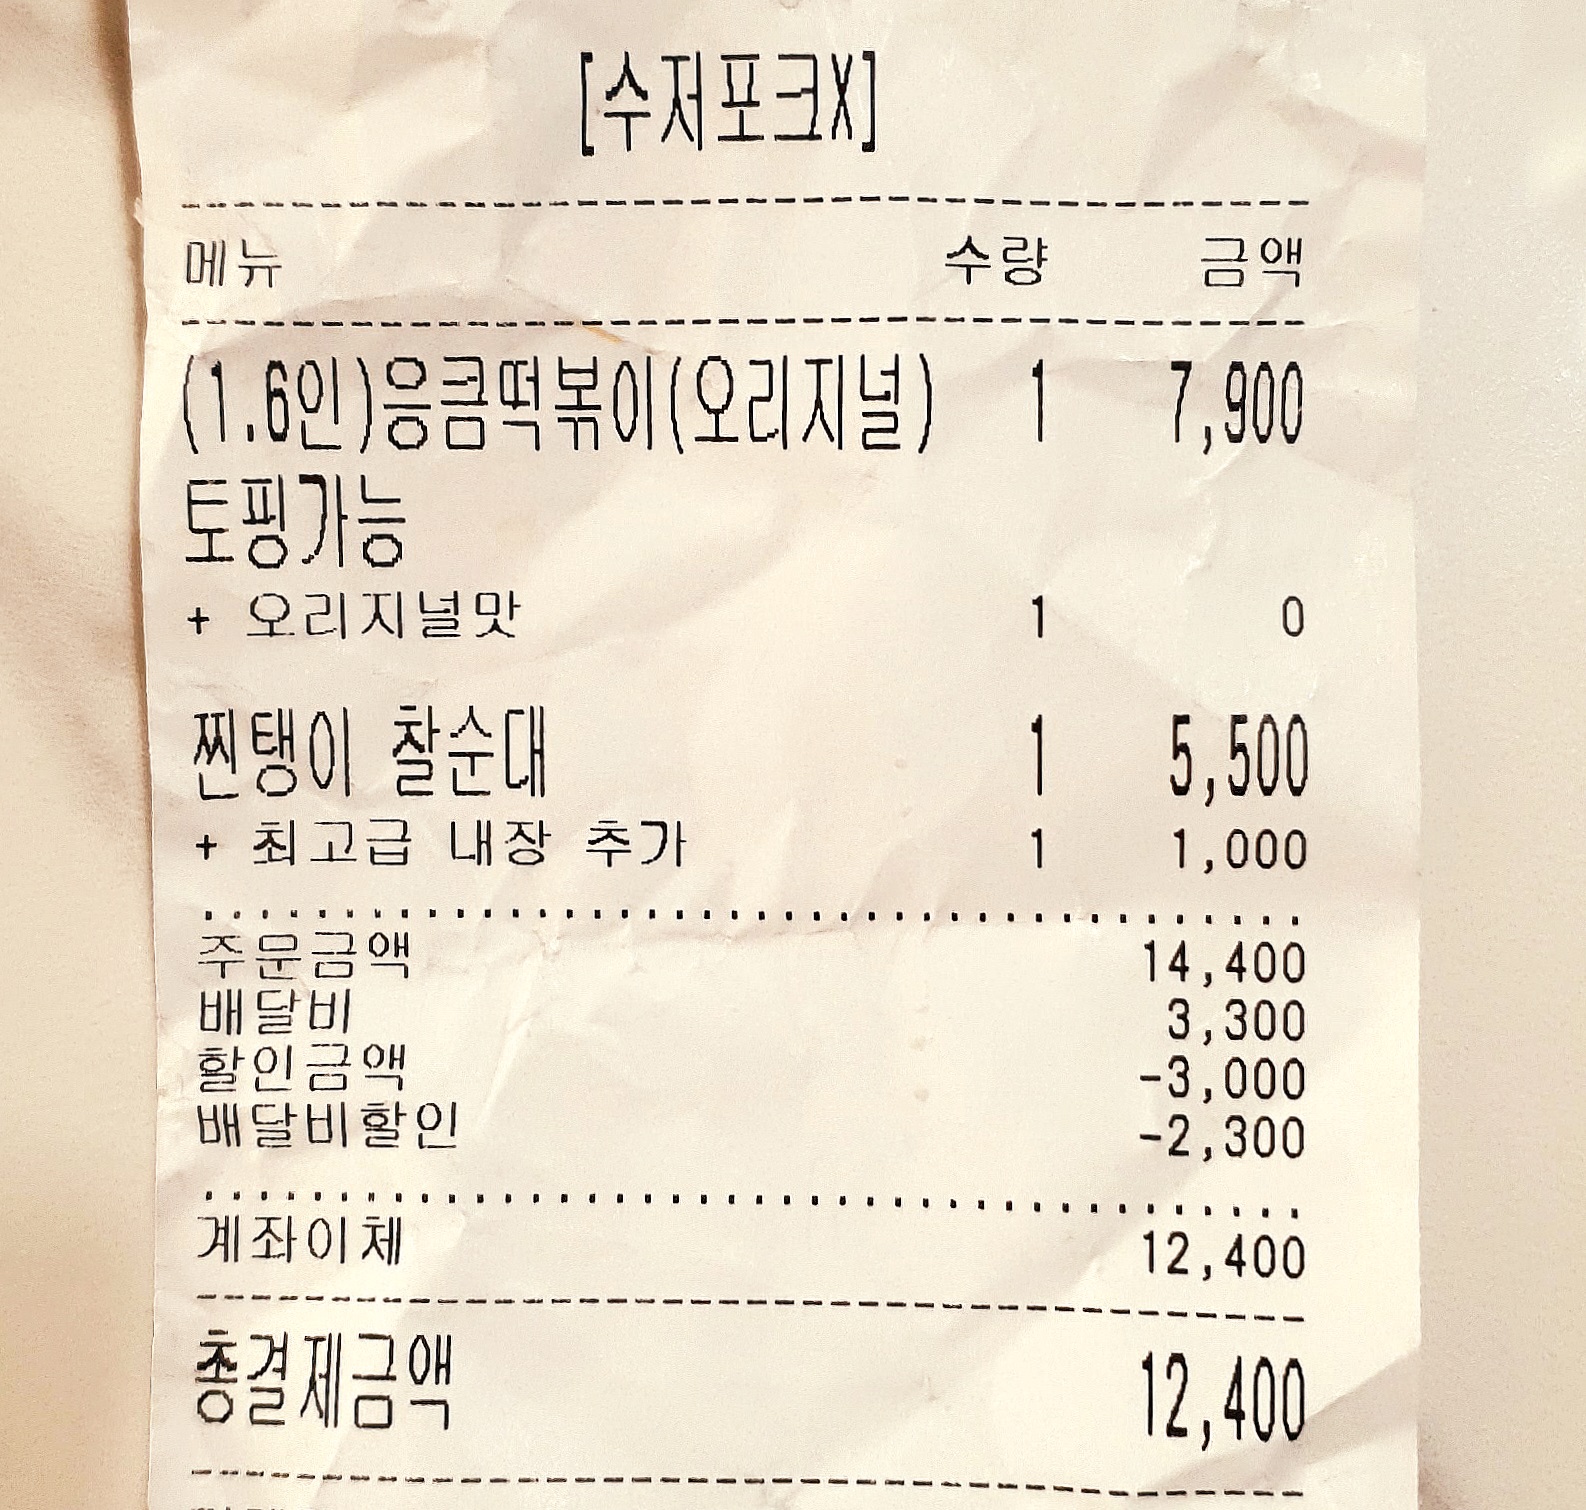 [수저포크X]
메뉴 수량 금액
(1.6인)응큼떡볶이(오리지널) 1 7,900
토핑가능
+ 오리지널맛 1 0
찐탱이 찰순대 1 5,500
+ 최고급 내장 추가 1 1,000
주문금액 14,400
배달비 3,300
할인금액 -3,000
배달비할인 -2,300
계좌이체 12,400
총결제금액 12,400